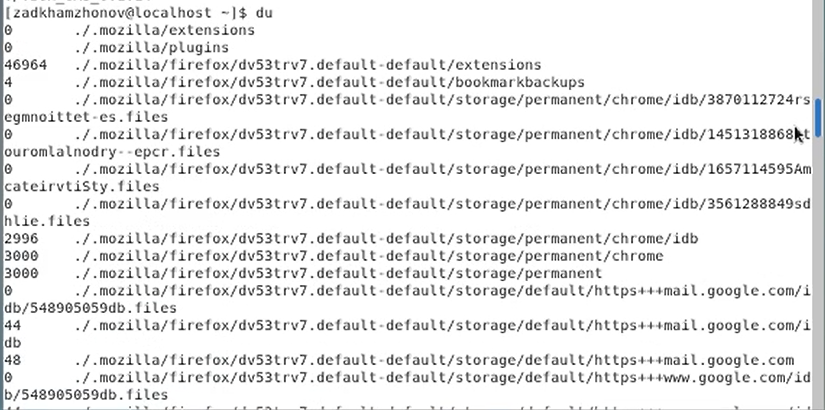 [zadkhamzhonov@localhost ~]$ du
0 ./.mozilla/extensions
0 ./.mozilla/plugins
46964 ./.mozilla/firefox/dv53trv7.default-default/extensions
4 ./.mozilla/firefox/dv53trv7.default-default/bookmarkbackups
0 ./.mozilla/firefox/dv53trv7.default-default/storage/permanent/chrome/idb/3870112724rs
egmnoittet-es.files
0 ./.mozilla/firefox/dv53trv7.default-default/storage/permanent/chrome/idb/1451318868
ouromlalnodry--epcr.files
0 ./.mozilla/firefox/dv53trv7.default-default/storage/permanent/chrome/idb/1657114595Am
cateirvtiSty.files
0 ./.mozilla/firefox/dv53trv7.default-default/storage/permanent/chrome/idb/3561288849sd
hlie.files
2996 ./.mozilla/firefox/dv53trv7.default-default/storage/permanent/chrome/idb
3000 ./.mozilla/firefox/dv53trv7.default-default/storage/permanent/chrome
3000 ./.mozilla/firefox/dv53trv7.default-default/storage/permanent
0 ./.mozilla/firefox/dv53trv7.default-default/storage/default/https+++mail.google.com/i
db/548905059db.files
44 ./.mozilla/firefox/dv53trv7.default-default/storage/default/https+++mail.google.com/i
db
48 ./.mozilla/firefox/dv53trv7.default-default/storage/default/https+++mail.google.com
0 ./.mozilla/firefox/dv53trv7.default-default/storage/default/https+++www.google.com/id
b/548905059db.files